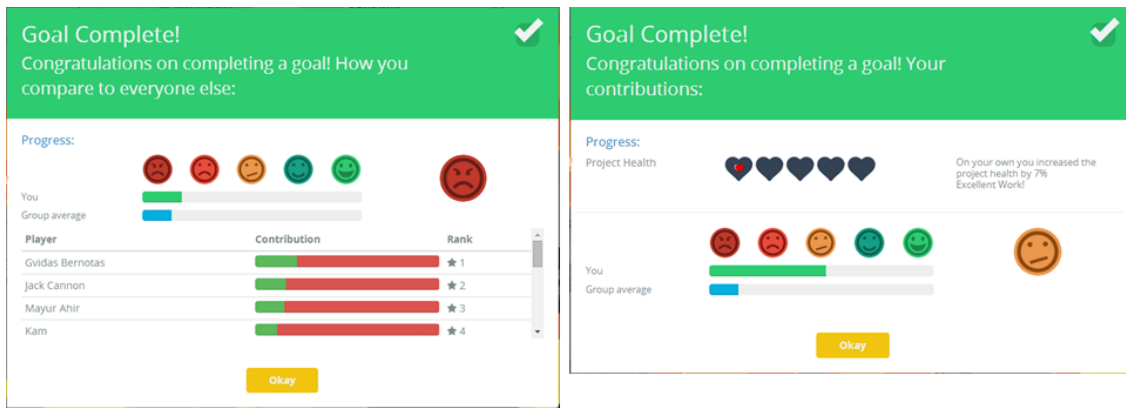 Goal Complete!
Congratulations on completing a goal! How you
compare to everyone else:
Progress:
You
Group average
Player Contribution Rank
Gvidas Bernotas 1
Jack Cannon 2
Mayur Ahir 3
Kam 4
Okay
Goal Complete!
Congratulations on completing a goal! Your
contributions:
Progress:
Project Health
On your own you increased the
project health by 7%
Excellent Work!
You
Group average
Okay